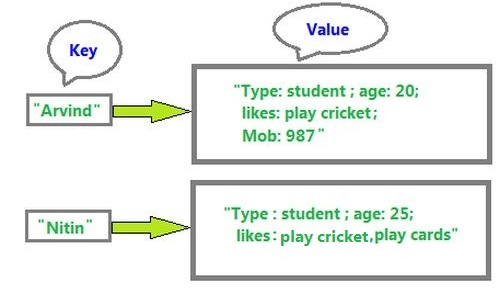 Key
Value
"Arvind"
"Type: student ; age: 20;
likes: play cricket;
Mob: 987"
"Nitin"
"Type : student ; age: 25;
likes: play cricket,play cards"